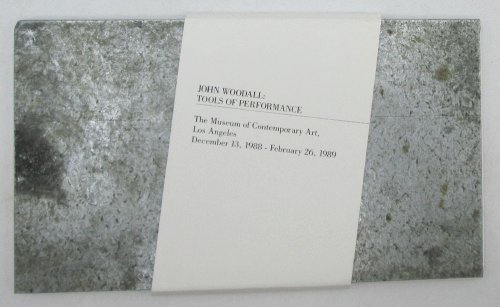 JOHN WOODALL:
TOOLS OF PERFORMANCE
The Museum of Contemporary Art,
Los Angeles
December 13, 1988 - February 26, 1989